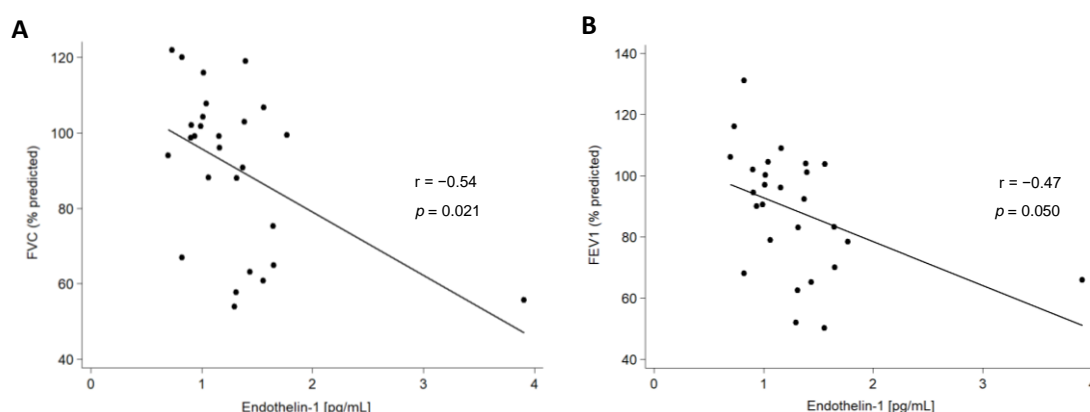 A
FVC (% predicted)
120
100
80
60
40
0
1
2
3
4
Endothelin-1 [pg/mL]
r = −0.54
p = 0.021
B
FEV1 (% predicted)
140
120
100
80
60
40
0
1
2
3
4
Endothelin-1 [pg/mL]
r = −0.47
p = 0.050